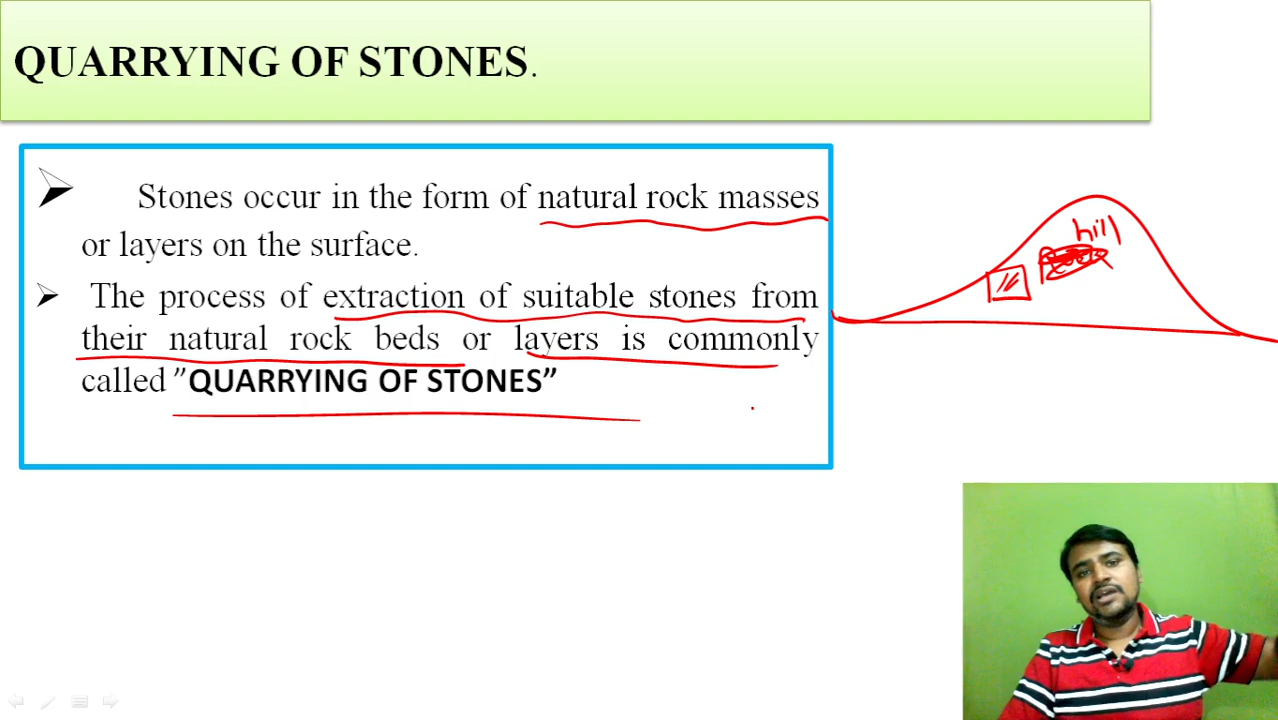 QUARRYING OF STONES.
Stones occur in the form of natural rock masses
or layers on the surface.
The process of extraction of suitable stones from
their natural rock beds or layers is commonly
called ”QUARRYING OF STONES”
hill